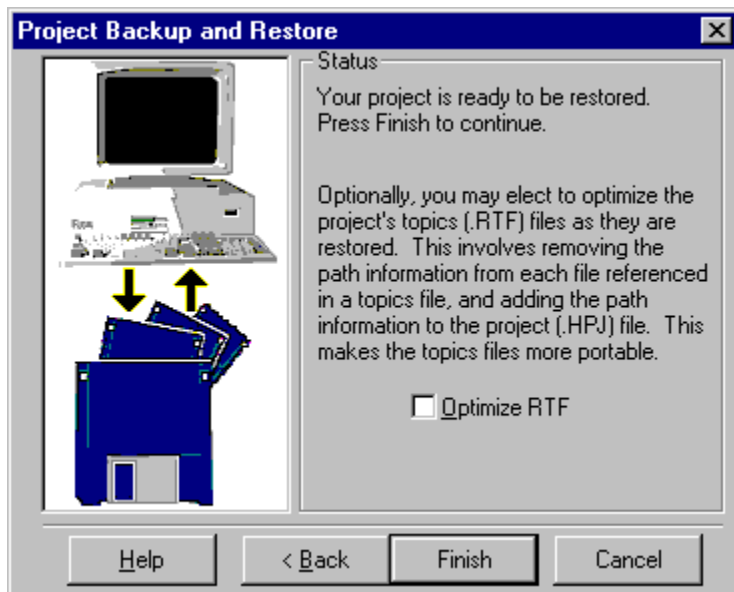 Project Backup and Restore
Status
Your project is ready to be restored.
Press Finish to continue.
Optionally, you may elect to optimize the
project's topics (.RTF) files as they are
restored. This involves removing the
path information from each file referenced
in a topics file, and adding the path
information to the project (.HPJ) file. This
makes the topics files more portable.
Optimize RTF
Help
< Back
Finish
Cancel